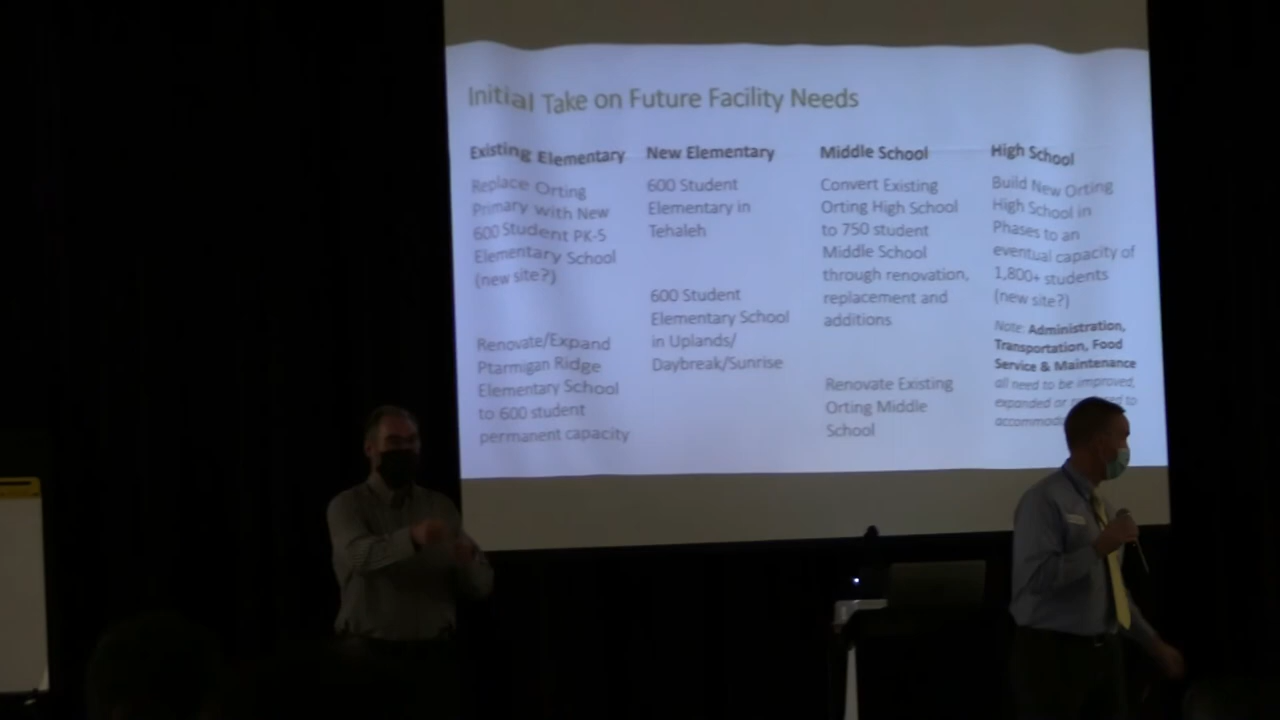 Initial Take on Future Facility Needs
Existing Elementary
Replace Orting
Primary with New
600 Student PK-5
Elementary School
(new site?)
Renovate/Expand
Ptarmigan Ridge
Elementary School
to 600 student
permanent capacity
New Elementary
600 Student
Elementary in
Tehaleh
600 Student
Elementary School
in Uplands/
Daybreak/Sunrise
Middle School
Convert Existing
Orting High School
to 750 student
Middle School
through renovation,
replacement and
additions
Renovate Existing
Orting Middle
School
High School
Build New Orting
High School in
Phases to an
eventual capacity of
1,800+ students
(new site?)
Note: Administration,
Transportation, Food
Service & Maintenance
all need to be improved,
expanded or to